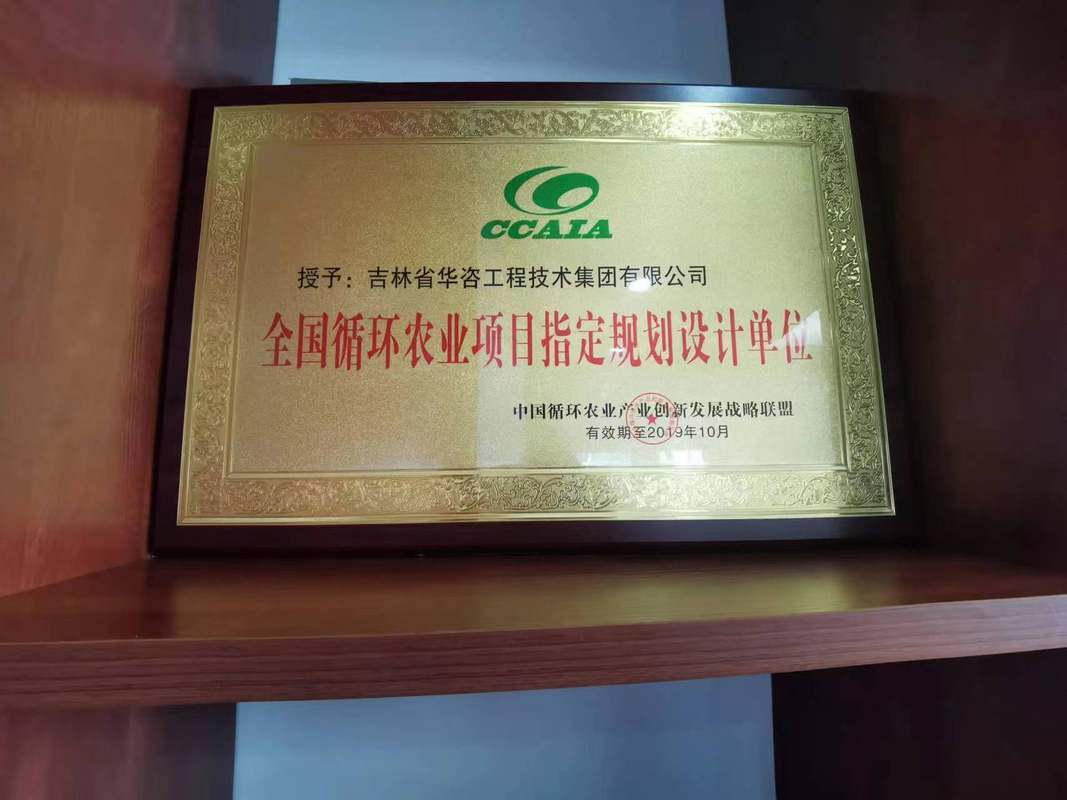 CCAIA
授予：吉林省华咨工程技术集团有限公司
全国循环农业项目指定规划设计单位
中国循环农业产业创新发展战略联盟
有效期至2019年10月